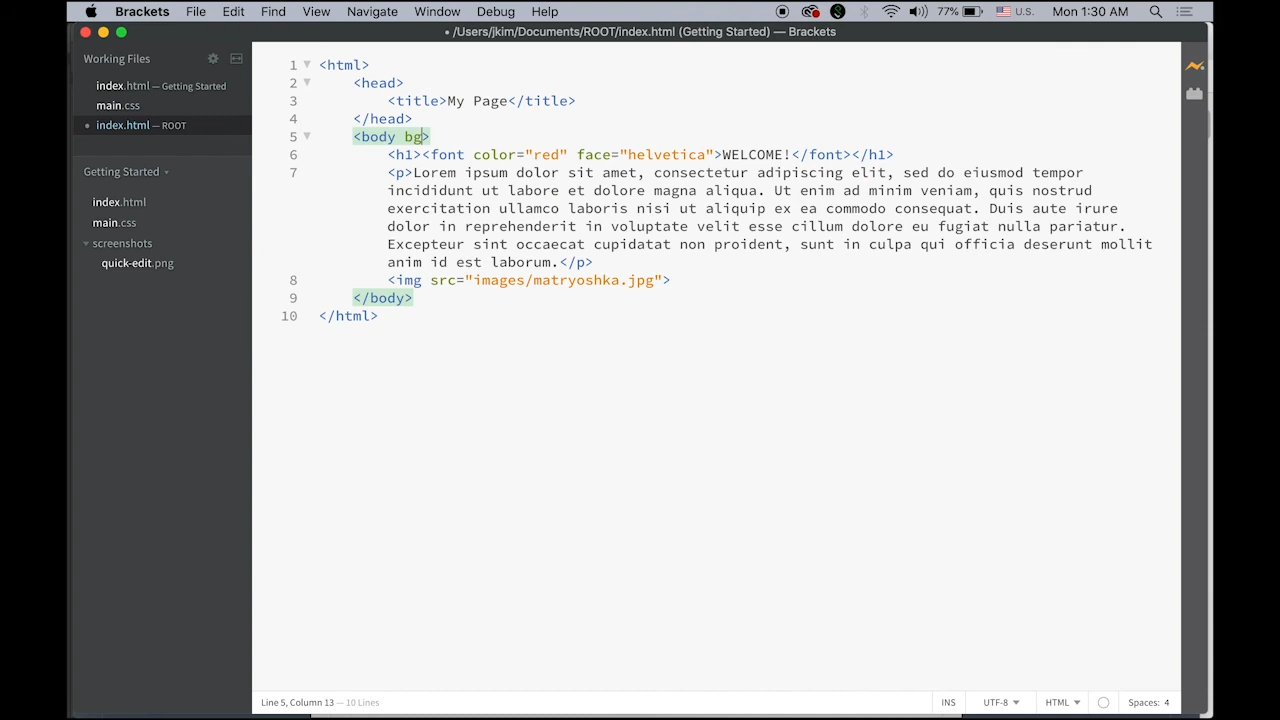 Brackets File Edit Find View Navigate Window Debug Help 77% U.S. Mon 1:30 AM
• /Users/jkim/Documents/ROOT/index.html (Getting Started) — Brackets
Working Files
index.html — Getting Started
main.css
• index.html — ROOT
Getting Started
index.html
main.css
screenshots
quick-edit.png
1 <html>
2 <head>
3 <title>My Page</title>
4 </head>
5 <body bg>
6 <h1><font color="red" face="helvetica">WELCOME!</font></h1>
7 <p>Lorem ipsum dolor sit amet, consectetur adipiscing elit, sed do eiusmod tempor
incididunt ut labore et dolore magna aliqua. Ut enim ad minim veniam, quis nostrud
exercitation ullamco laboris nisi ut aliquip ex ea commodo consequat. Duis aute irure
dolor in reprehenderit in voluptate velit esse cillum dolore eu fugiat nulla pariatur.
Excepteur sint occaecat cupidatat non proident, sunt in culpa qui officia deserunt mollit
anim id est laborum.</p>
8 <img src="images/matryoshka.jpg">
9 </body>
10 </html>
Line 5, Column 13 — 10 Lines INS UTF-8 HTML Spaces: 4